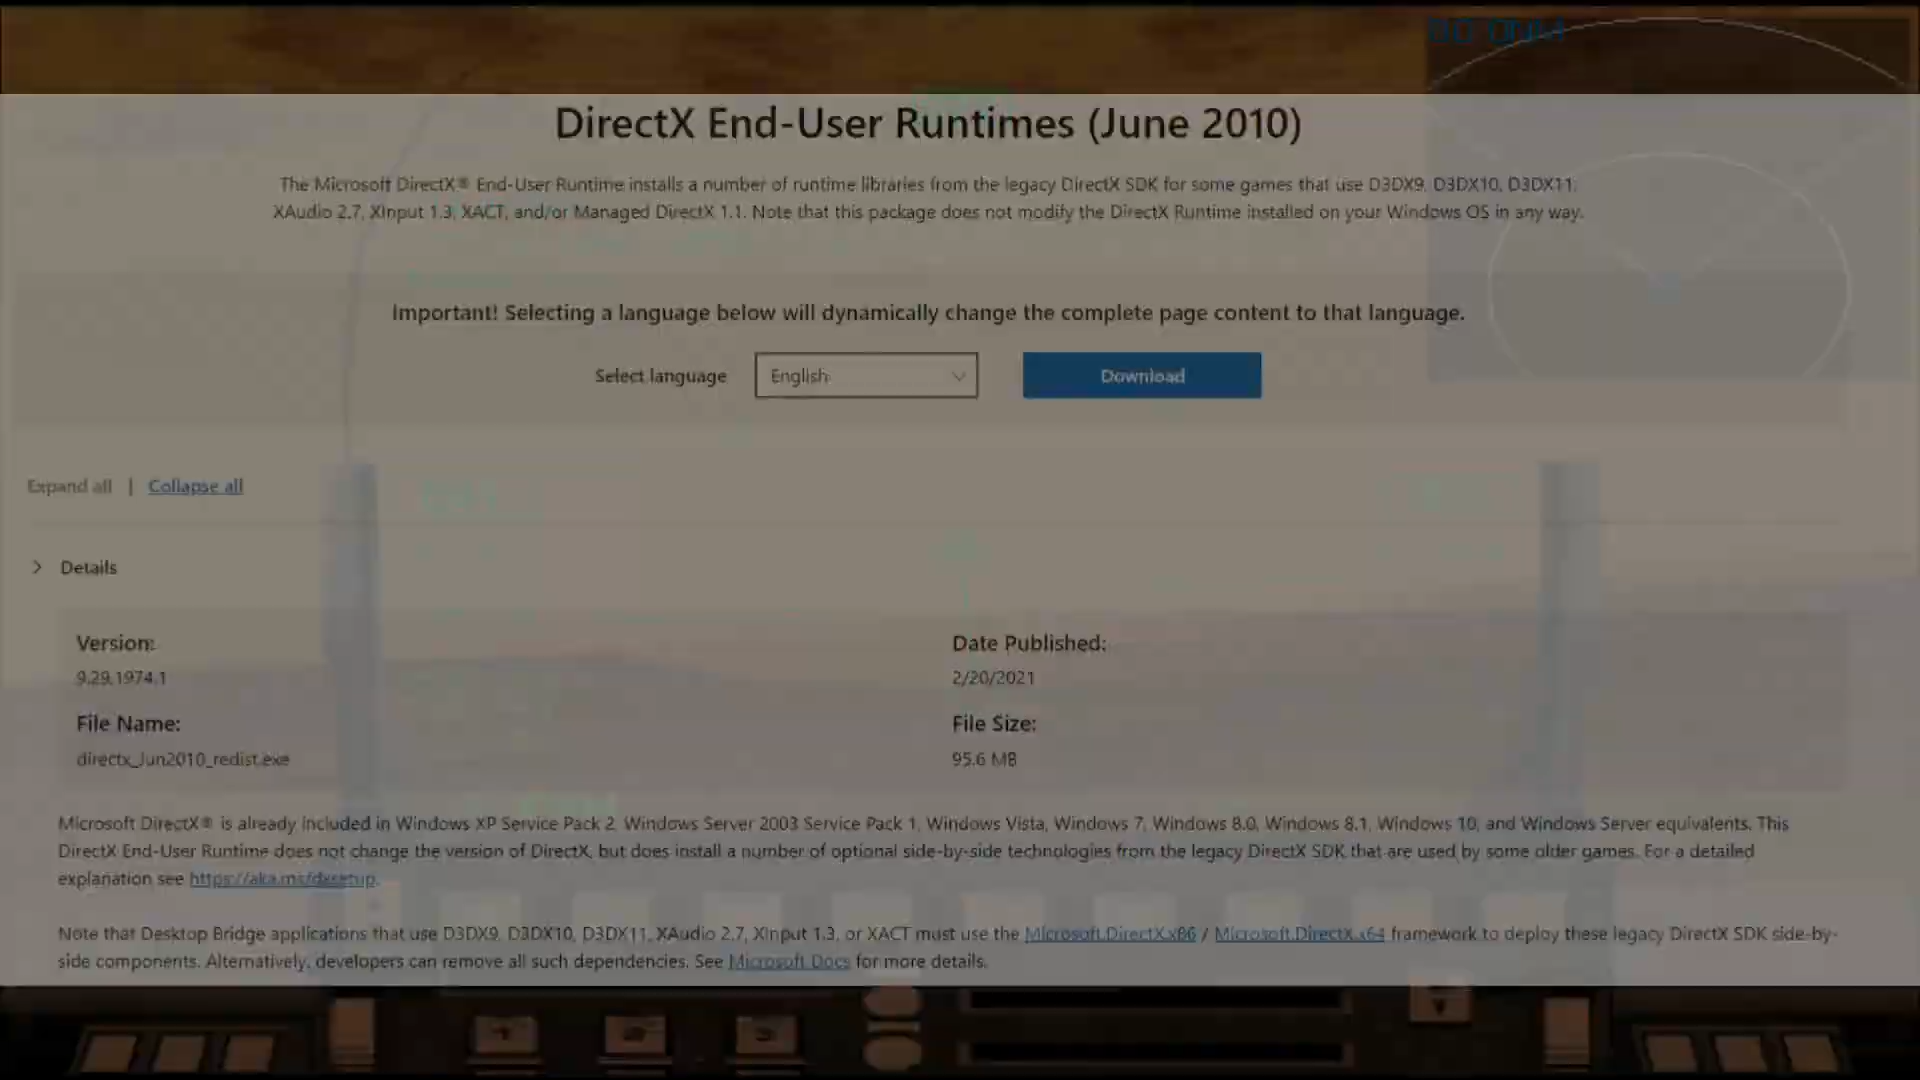 DirectX End-User Runtimes (June 2010)
The Microsoft DirectX® End-User Runtime installs a number of runtime libraries from the legacy DirectX SDK for some games that use D3DX9, D3DX10, D3DX11,
XAudio 2.7, XInput 1.3, XACT, and/or Managed DirectX 1.1. Note that this package does not modify the DirectX Runtime installed on your Windows OS in any way.
Important! Selecting a language below will dynamically change the complete page content to that language.
Select language English Download
Expand all | Collapse all
Details
Version: Date Published:
9.29.1974.1 2/20/2021
File Name: File Size:
directx_Jun2010_redist.exe 95.6 MB
Microsoft DirectX® is already included in Windows XP Service Pack 2, Windows Server 2003 Service Pack 1, Windows Vista, Windows 7, Windows 8.0, Windows 8.1, Windows 10, and Windows Server equivalents. This
DirectX End-User Runtime does not change the version of DirectX, but does install a number of optional side-by-side technologies from the legacy DirectX SDK that are used by some older games. For a detailed
explanation see https://aka.ms/dxsetup.
Note that Desktop Bridge applications that use D3DX9, D3DX10, D3DX11, XAudio 2.7, XInput 1.3, or XACT must use the Microsoft.DirectX.x86 / Microsoft.DirectX.x64 framework to deploy these legacy DirectX SDK side-by-
side components. Alternatively, developers can remove all such dependencies. See Microsoft Docs for more details.